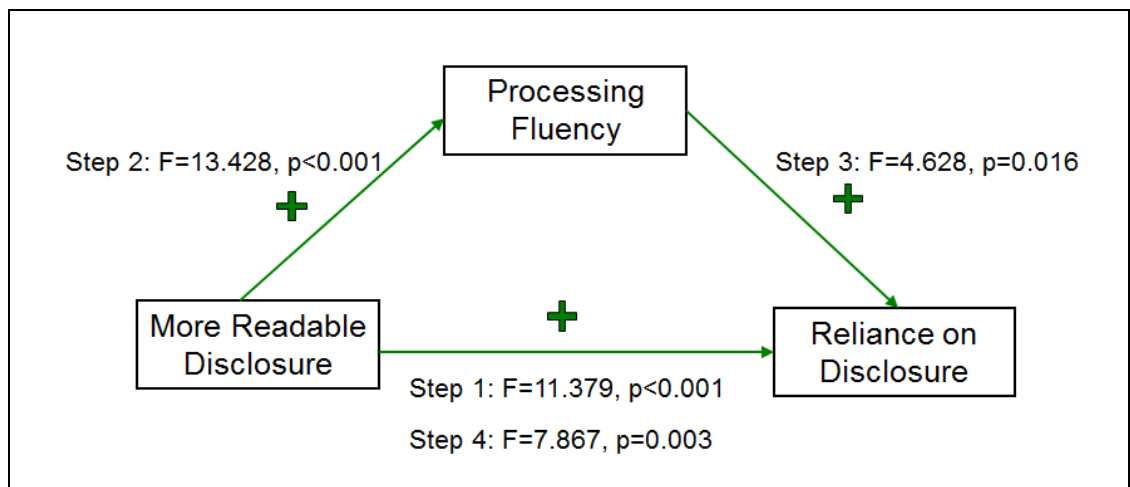 Processing
Fluency
Step 2: F=13.428, p<0.001
Step 3: F=4.628, p=0.016
More Readable
Disclosure
Reliance on
Disclosure
Step 1: F=11.379, p<0.001
Step 4: F=7.867, p=0.003